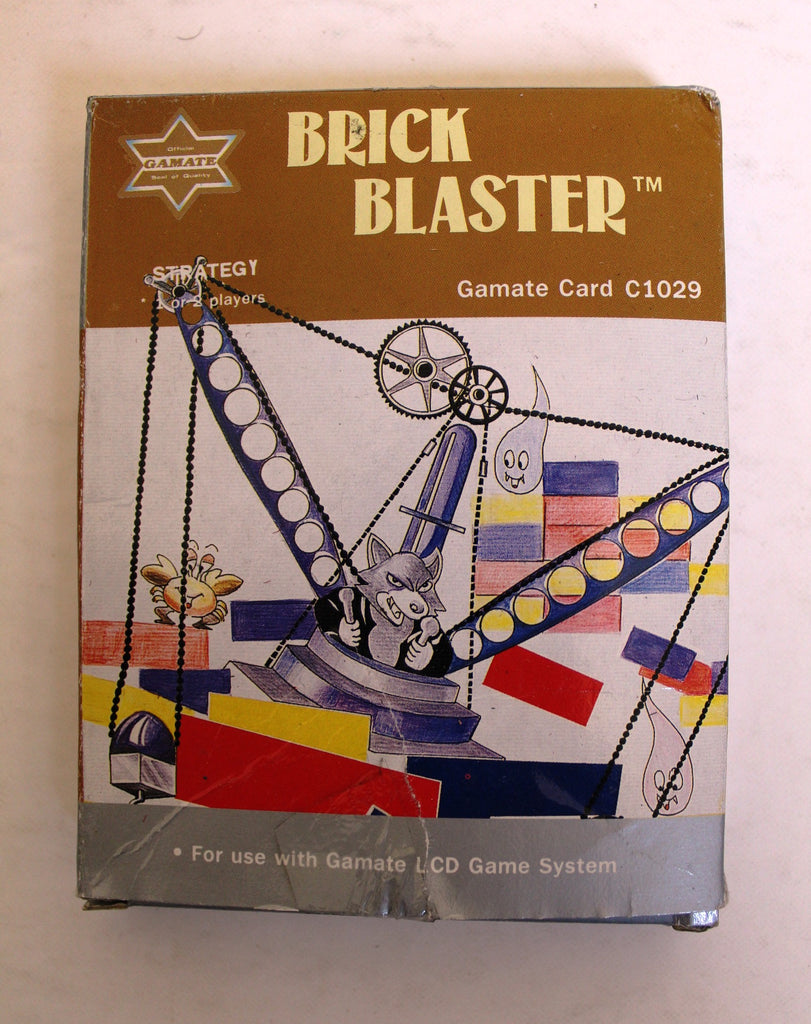 BRICK
BLASTER™
Official
GAMATE
Seal of Quality
STRATEGY
* 1 or 2 players
Gamate Card C1029
• For use with Gamate LCD Game System